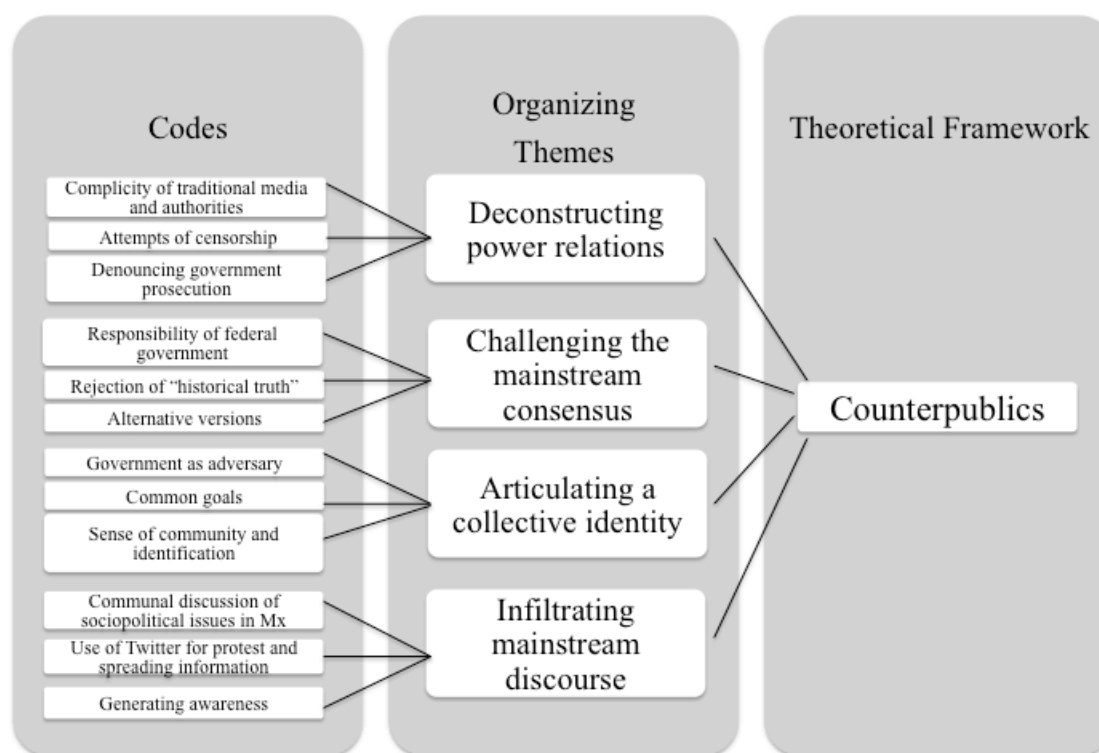 Codes
Complicity of traditional media
and authorities
Attempts of censorship
Denouncing government
prosecution
Responsibility of federal
government
Rejection of “historical truth”
Alternative versions
Government as adversary
Common goals
Sense of community and
identification
Communal discussion of
sociopolitical issues in Mx
Use of Twitter for protest and
spreading information
Generating awareness
Organizing
Themes
Deconstructing
power relations
Challenging the
mainstream
consensus
Articulating a
collective identity
Infiltrating
mainstream
discourse
Theoretical Framework
Counterpublics